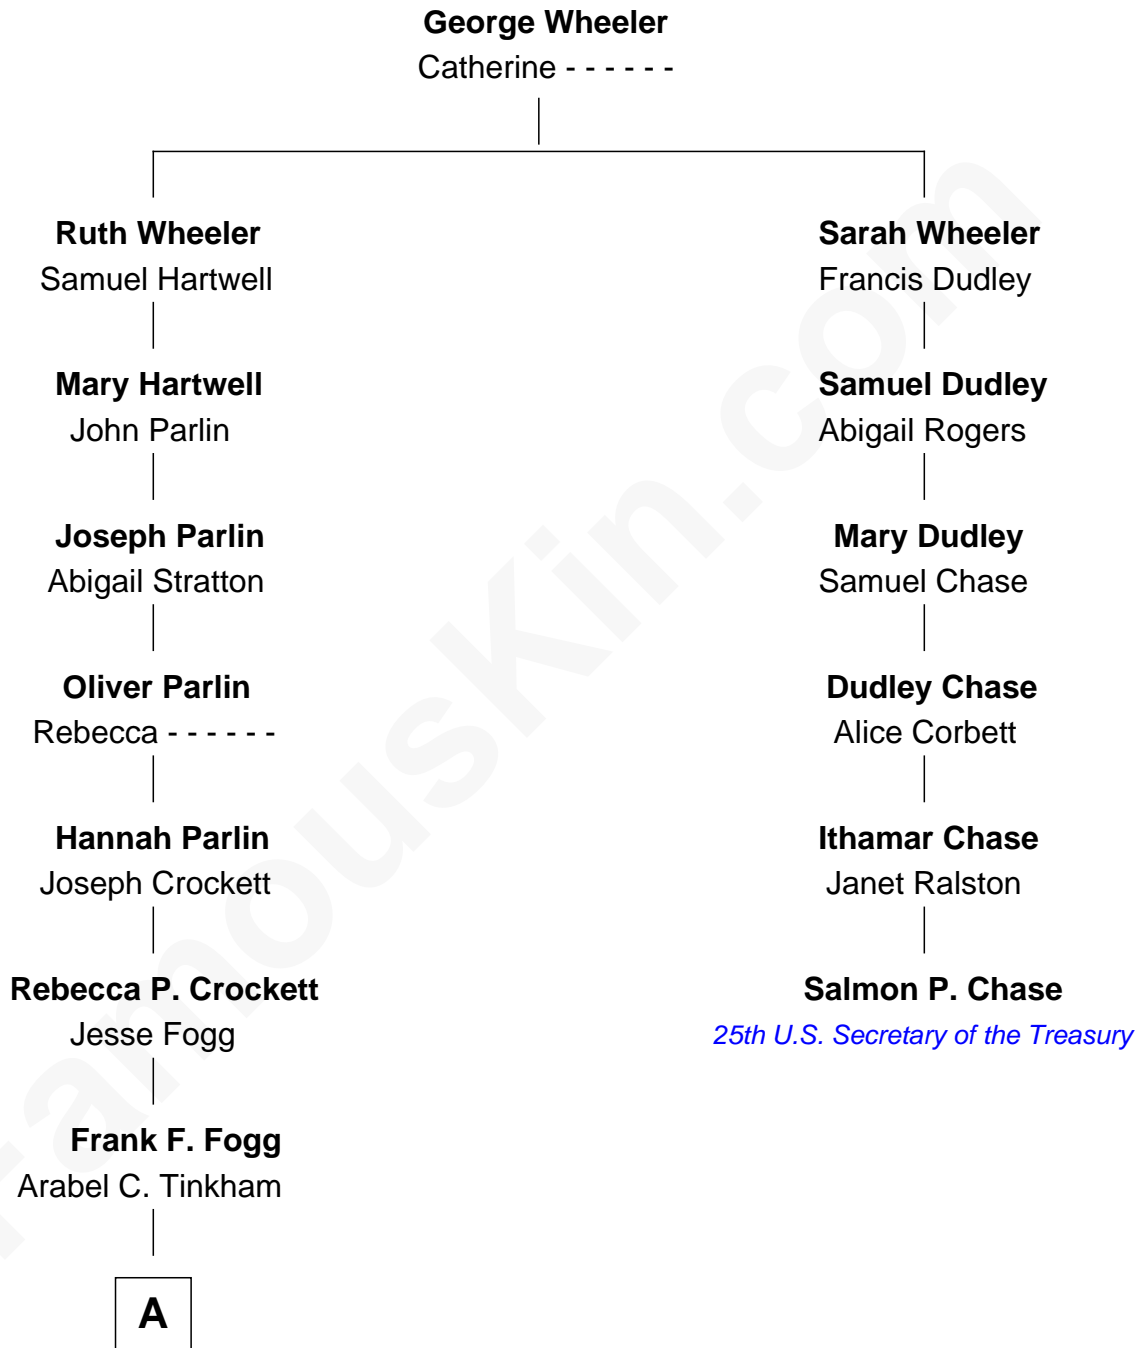 George Wheeler
Catherine - - - - - -
Ruth Wheeler
Samuel Hartwell
Sarah Wheeler
Francis Dudley
Mary Hartwell
John Parlin
Samuel Dudley
Abigail Rogers
Joseph Parlin
Abigail Stratton
Mary Dudley
Samuel Chase
Oliver Parlin
Rebecca - - - - - -
Dudley Chase
Alice Corbett
Hannah Parlin
Joseph Crockett
Ithamar Chase
Janet Ralston
Rebecca P. Crockett
Jesse Fogg
Salmon P. Chase
25th U.S. Secretary of the Treasury
Frank F. Fogg
Arabel C. Tinkham
A
FamousKin.com